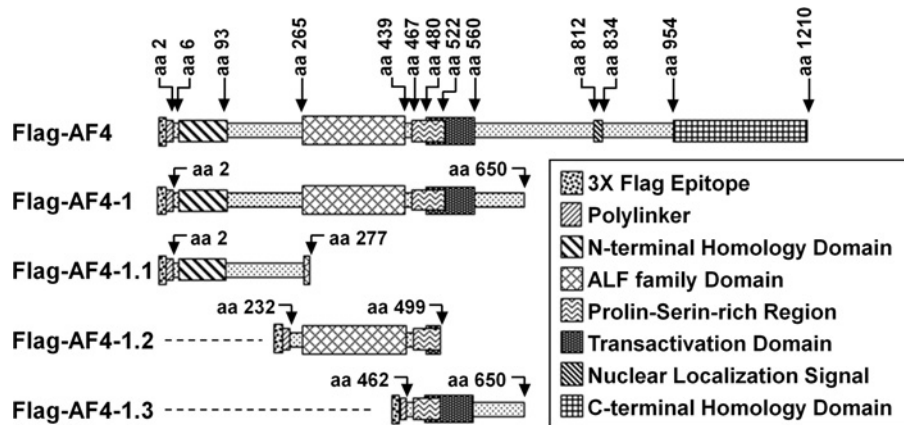 aa 2
aa 6
aa 93
aa 265
aa 439
aa 467
aa 480
aa 522
aa 560
aa 812
aa 834
aa 954
aa 1210
Flag-AF4
aa 2
aa 650
Flag-AF4-1
aa 2
aa 277
Flag-AF4-1.1
aa 232
aa 499
Flag-AF4-1.2
aa 462
aa 650
Flag-AF4-1.3
3X Flag Epitope
Polylinker
N-terminal Homology Domain
ALF family Domain
Prolin-Serin-rich Region
Transactivation Domain
Nuclear Localization Signal
C-terminal Homology Domain